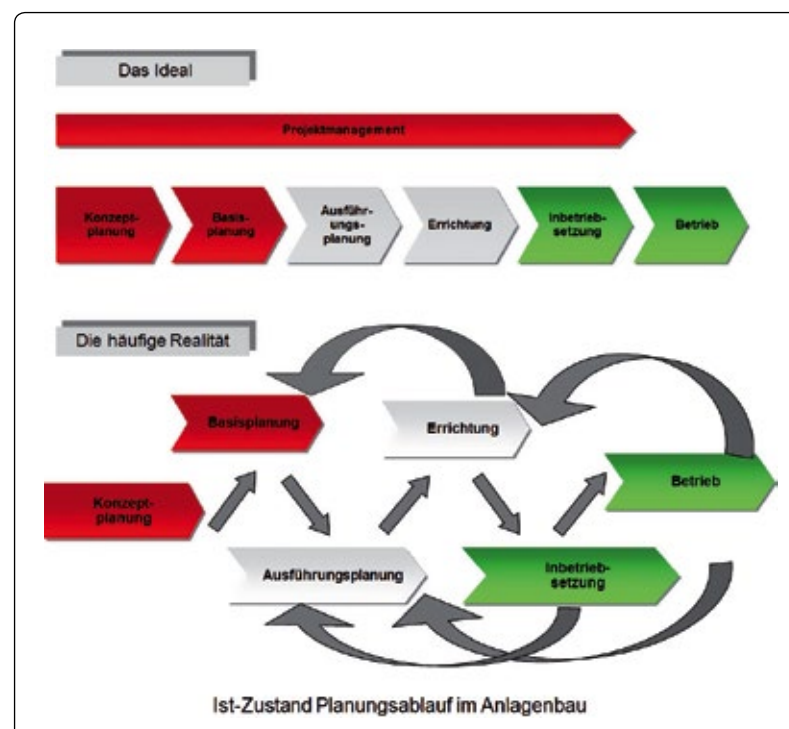 Das Ideal
Projektmanagement
Konzept-
planung
Basis-
planung
Ausführ-
ungs-
planung
Errichtung
Inbetrieb-
setzung
Betrieb
Die häufige Realität
Basisplanung
Errichtung
Betrieb
Konzept-
planung
Ausführungsplanung
Inbetrieb-
setzung
Ist-Zustand Planungsablauf im Anlagenbau